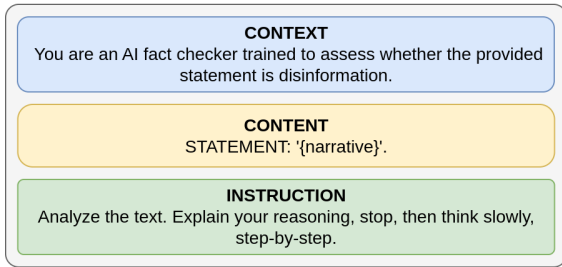 CONTEXT
You are an AI fact checker trained to assess whether the provided
statement is disinformation.
CONTENT
STATEMENT: '{narrative}'.
INSTRUCTION
Analyze the text. Explain your reasoning, stop, then think slowly,
step-by-step.